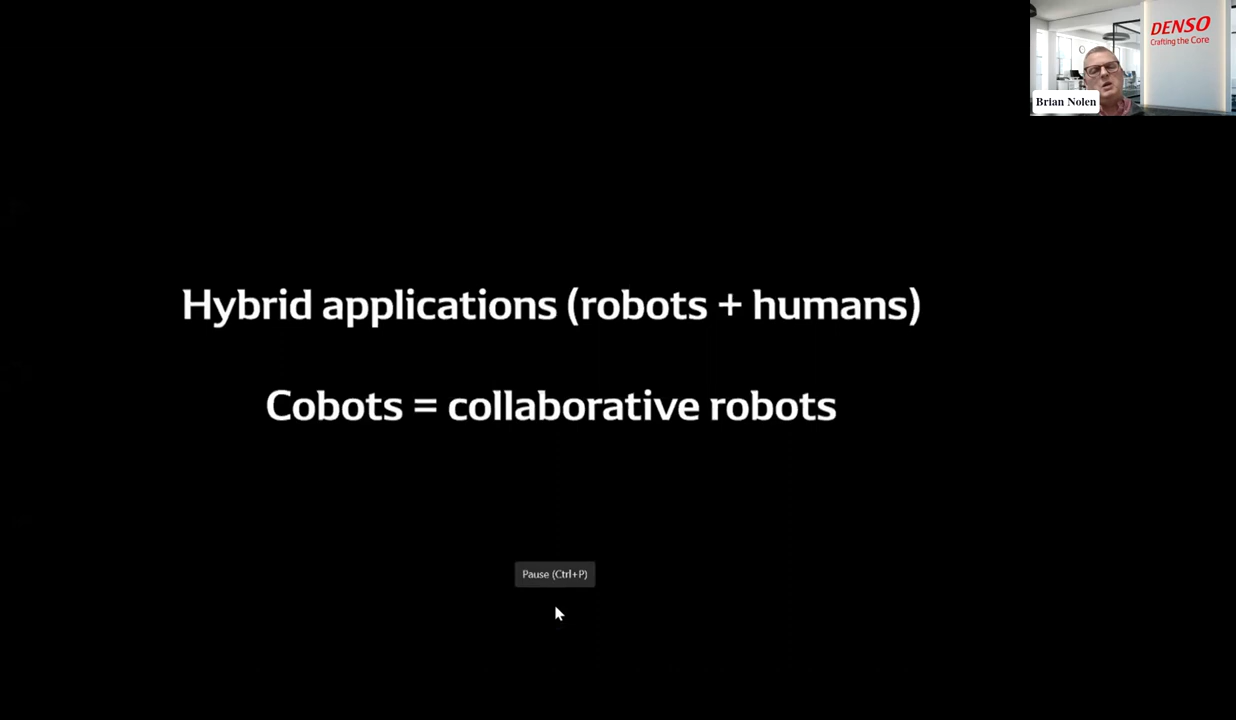 DENSO
Crafting the Core
Brian Nolen
Hybrid applications (robots + humans)
Cobots = collaborative robots
Pause (Ctrl+P)